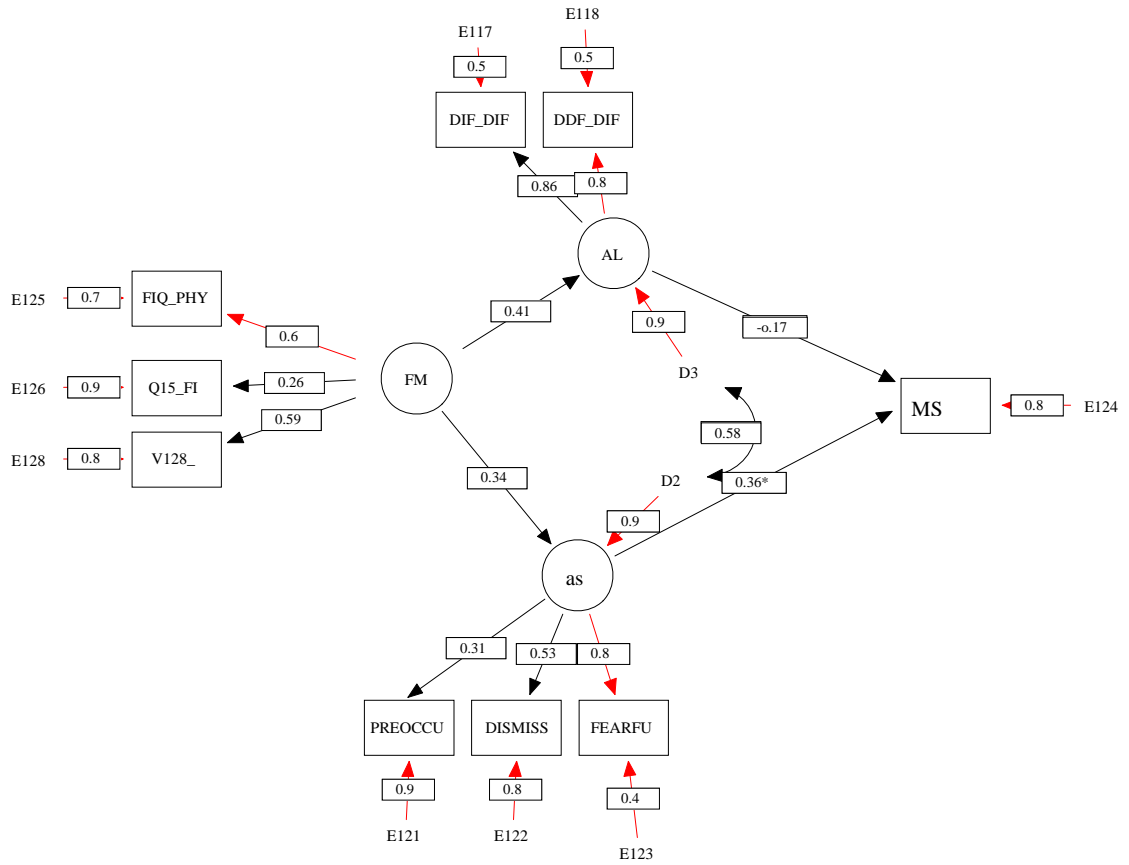 E118
E117
0.5
0.5
DIF_DIF
DDF_DIF
0.86
0.8
AL
E125
0.7
FIQ_PHY
0.41
0.9
-o.17
0.6
D3
E126
0.9
Q15_FI
0.26
FM
MS
0.8
E124
0.59
0.58
E128
0.8
V128_
0.34
D2
0.36*
0.9
as
0.31
0.53
0.8
PREOCCU
DISMISS
FEARFU
0.9
0.8
0.4
E121
E122
E123